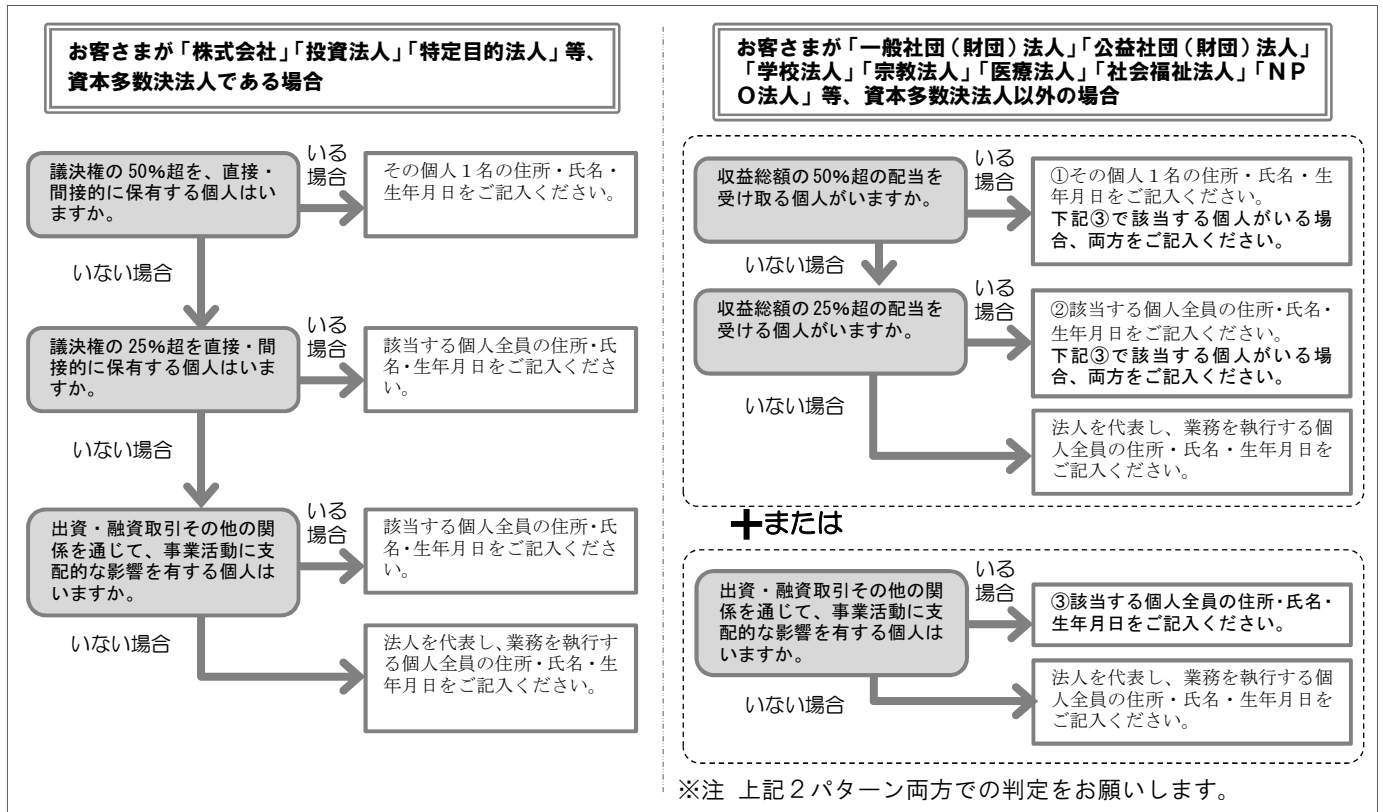 お客さまが「株式会社」「投資法人」「特定目的法人」等、
資本多数決法人である場合
議決権の50%超を、直接・
間接的に保有する個人はい
ますか。
いる
場合
その個人1名の住所・氏名・
生年月日をご記入ください。
いない場合
議決権の25%超を直接・間
接的に保有する個人はいま
すか。
いる
場合
該当する個人全員の住所・氏
名・生年月日をご記入くださ
い。
いない場合
出資・融資取引その他の関
係を通じて、事業活動に支
配的な影響を有する個人は
いますか。
いる
場合
該当する個人全員の住所・氏
名・生年月日をご記入くださ
い。
いない場合
法人を代表し、業務を執行す
る個人全員の住所・氏名・生
年月日をご記入ください。
お客さまが「一般社団(財団)法人」「公益社団(財団)法人」
「学校法人」「宗教法人」「医療法人」「社会福祉法人」「NP
O法人」等、資本多数決法人以外の場合
収益総額の50%超の配当を
受け取る個人がいますか。
いる
場合
①その個人1名の住所・氏名・生
年月日をご記入ください。
下記③で該当する個人がいる場
合、両方をご記入ください。
いない場合
収益総額の25%超の配当を
受ける個人がいますか。
いる
場合
②該当する個人全員の住所・氏名・
生年月日をご記入ください。
下記③で該当する個人がいる場
合、両方をご記入ください。
いない場合
法人を代表し、業務を執行する個
人全員の住所・氏名・生年月日を
ご記入ください。
+または
出資・融資取引その他の関
係を通じて、事業活動に支
配的な影響を有する個人は
いますか。
いる
場合
③該当する個人全員の住所・氏名・
生年月日をご記入ください。
いない場合
法人を代表し、業務を執行する個
人全員の住所・氏名・生年月日を
ご記入ください。
※注 上記2パターン両方での判定をお願いします。